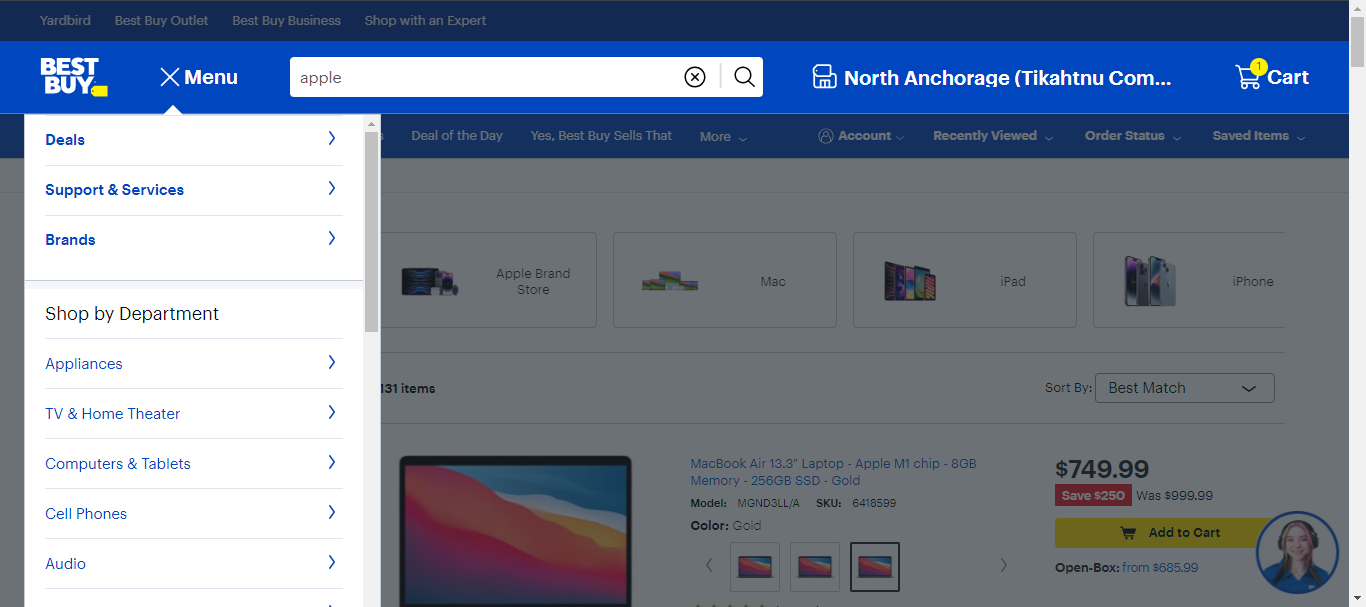 Yardbird Best Buy Outlet Best Buy Business Shop with an Expert
BEST BUY
Menu
apple
North Anchorage (Tikahtnu Com...
1
Cart
Deal of the Day Yes, Best Buy Sells That More Account Recently Viewed Order Status Saved Items
Deals
Support & Services
Brands
Shop by Department
Appliances
TV & Home Theater
Computers & Tablets
Cell Phones
Audio
Apple Brand
Store
Mac
iPad
iPhone
131 items
Sort By: Best Match
MacBook Air 13.3" Laptop - Apple M1 chip - 8GB
Memory - 256GB SSD - Gold
Model: MGND3LL/A SKU: 6418599
Color: Gold
$749.99
Save $250 Was $999.99
Add to Cart
Open-Box: from $685.99